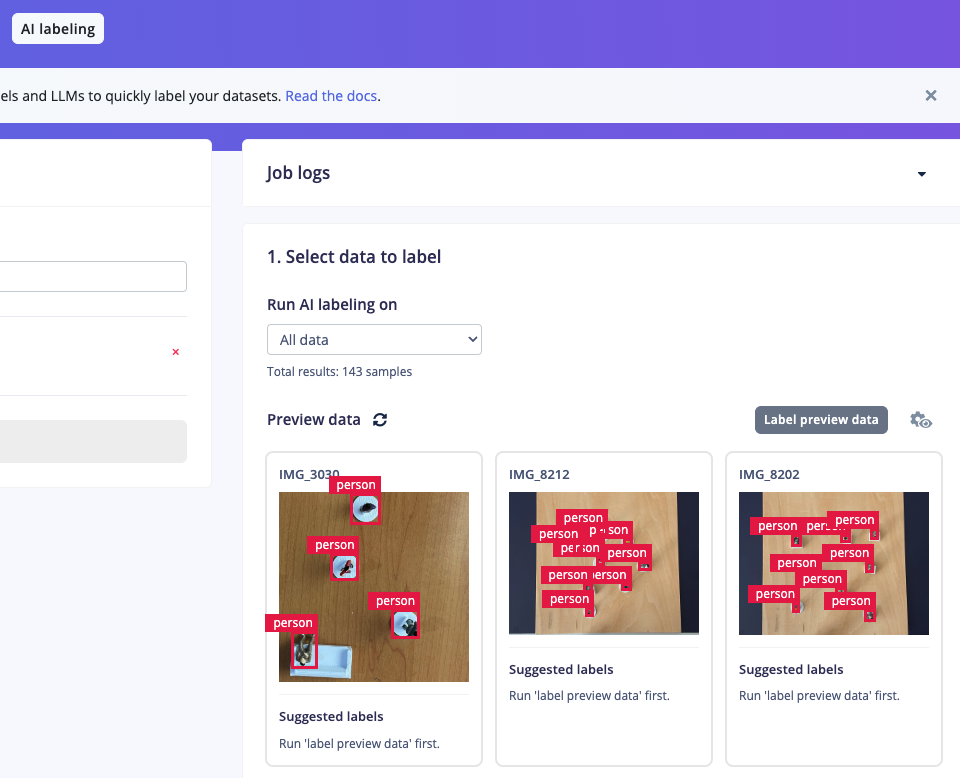 AI labeling
els and LLMs to quickly label your datasets. Read the docs.
Job logs
1. Select data to label
Run AI labeling on
All data
Total results: 143 samples
Preview data
Label preview data
IMG_3030
person
person
person
person
Suggested labels
Run 'label preview data' first.
IMG_8212
person
person
person
person
person
person
person
person
Suggested labels
Run 'label preview data' first.
IMG_8202
person
person
person
person
person
person
person
person
Suggested labels
Run 'label preview data' first.